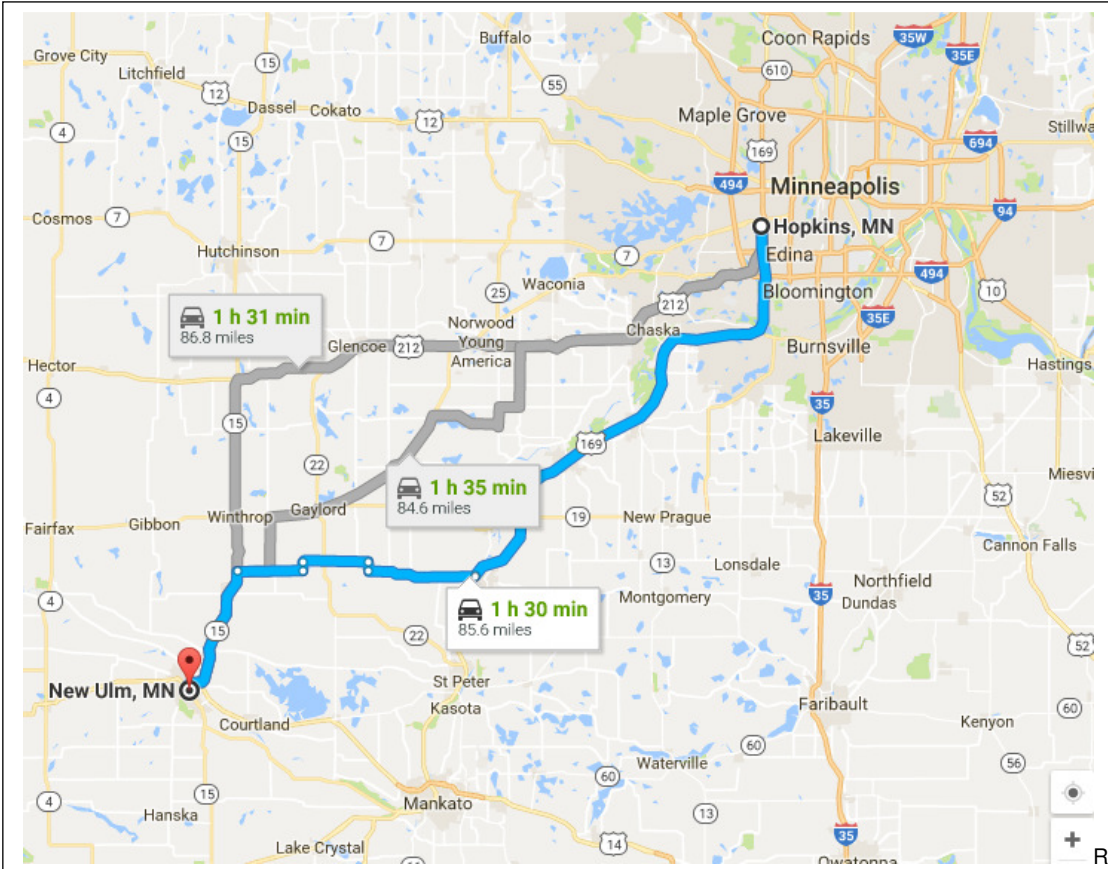 Buffalo
Coon Rapids
35W
35E
Grove City
15
Litchfield
12
55
610
Dassel
Cokato
12
Maple Grove
Stillwa
4
15
169
694
494
Minneapolis
Cosmos
7
94
Hopkins, MN
Hutchinson
7
7
Edina
494
Waconia
25
Bloomington
10
212
1 h 31 min
86.8 miles
35E
Norwood
Young
America
Chaska
Glencoe
212
Burnsville
Hector
Hastings
4
35
15
169
Lakeville
22
1 h 35 min
84.6 miles
Miesvi
52
Fairfax
Gibbon
Winthrop
Gaylord
19
New Prague
Cannon Falls
13
Lonsdale
Northfield
Dundas
4
35
1 h 30 min
85.6 miles
Montgomery
15
22
52
New Ulm, MN
St Peter
Kasota
Courtland
Faribault
60
Kenyon
60
Waterville
56
60
4
15
Mankato
Hanska
13
14
35
Lake Crystal
60
Owatonna
+
R